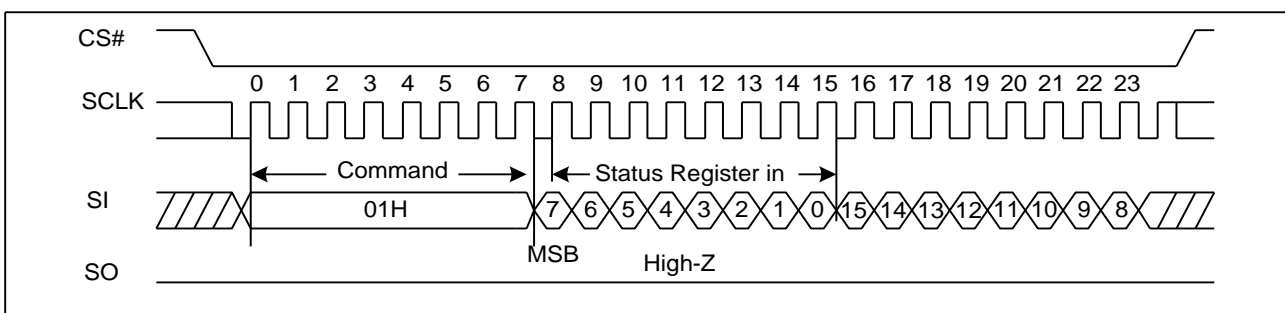 CS#
0 1 2 3 4 5 6 7 8 9 10 11 12 13 14 15 16 17 18 19 20 21 22 23
SCLK
Command Status Register in
SI 01H 7 6 5 4 3 2 1 0 15 14 13 12 11 10 9 8
MSB
SO High-Z